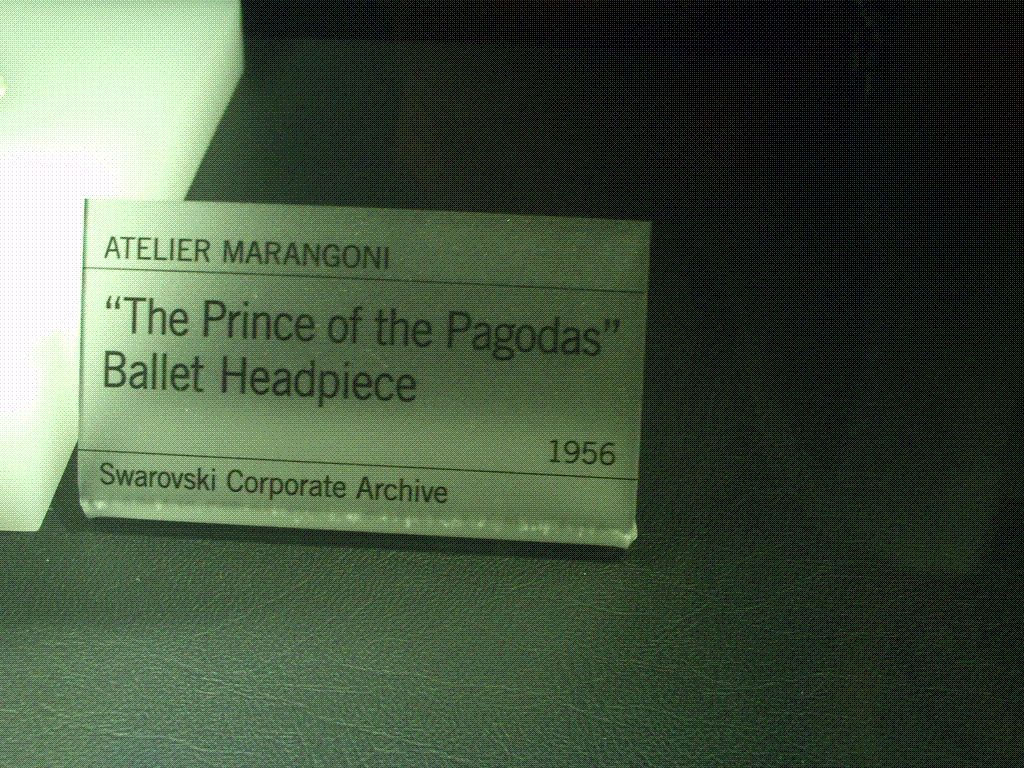 ATELIER MARANGONI
“The Prince of the Pagodas”
Ballet Headpiece
1956
Swarovski Corporate Archive